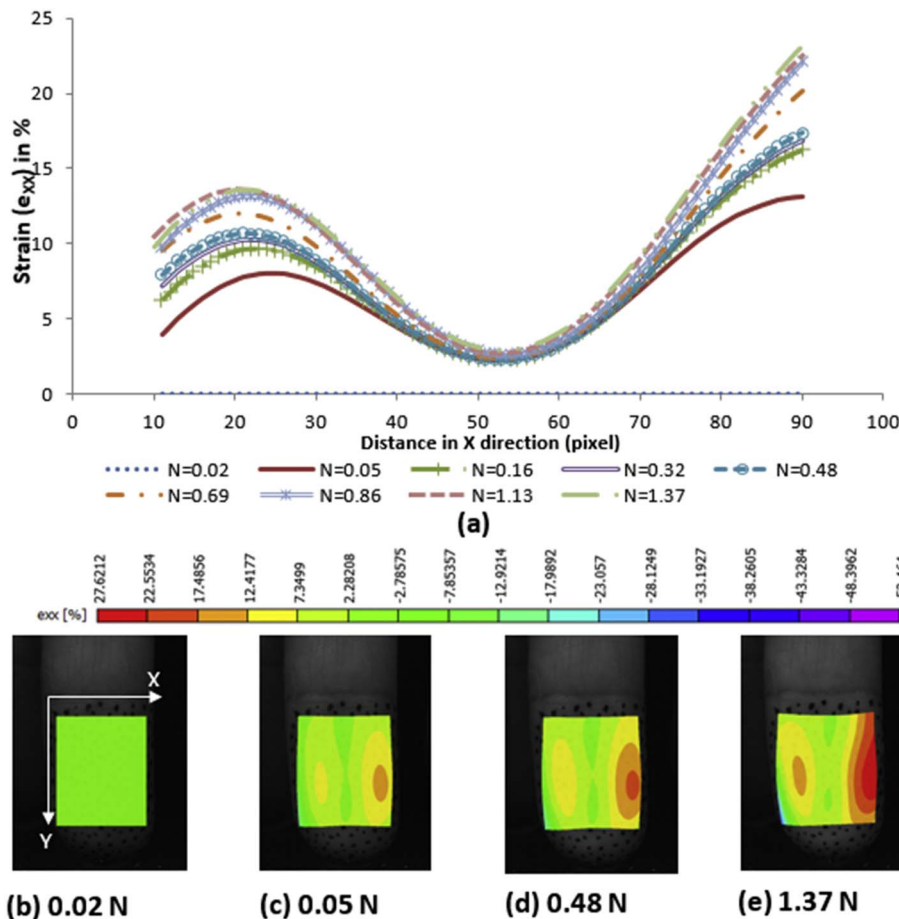 25
20
15
10
5
0
Strain (eXX) in %
0 10 20 30 40 50 60 70 80 90 100
Distance in X direction (pixel)
N=0.02 N=0.05 N=0.16 N=0.32 N=0.48
N=0.69 N=0.86 N=1.13 N=1.37
(a)
27.6212 22.5534 17.4856 12.4177 7.3499 2.28208 -2.78575 -7.85357 -12.9214 -17.9892 -23.057 -28.1249 -33.1927 -38.2605 -43.3284 -48.3962
exx [%]
X
Y
(b) 0.02 N (c) 0.05 N (d) 0.48 N (e) 1.37 N